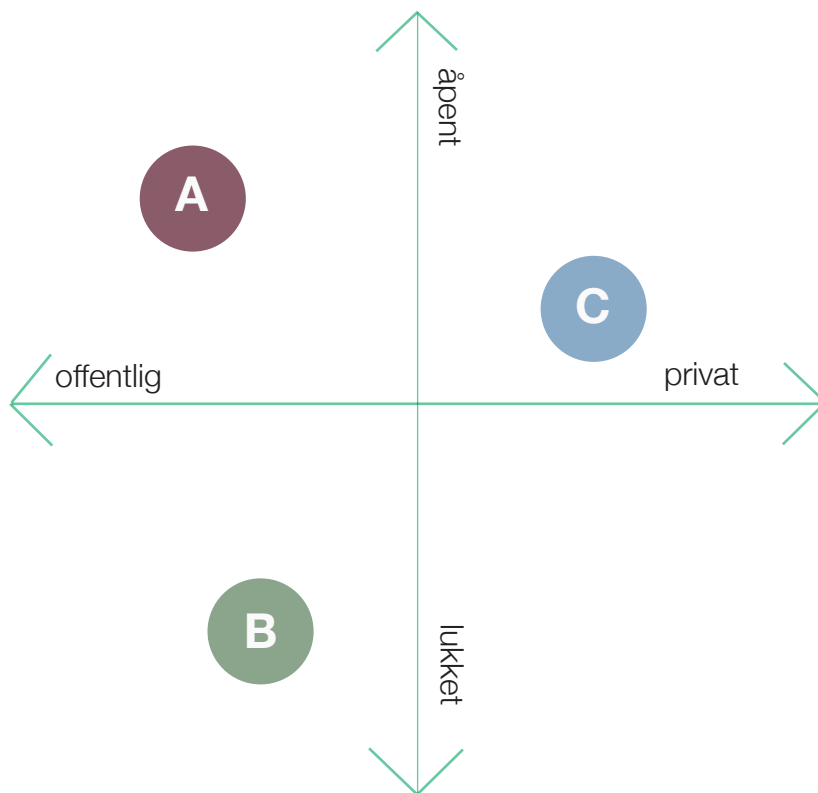 åpent
A
C
offentlig
privat
B
lukket